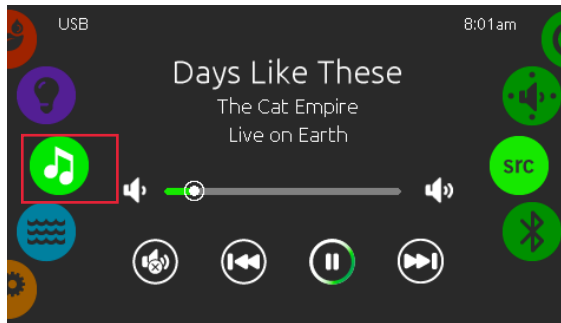 USB
8:01am
Days Like These
The Cat Empire
Live on Earth
src